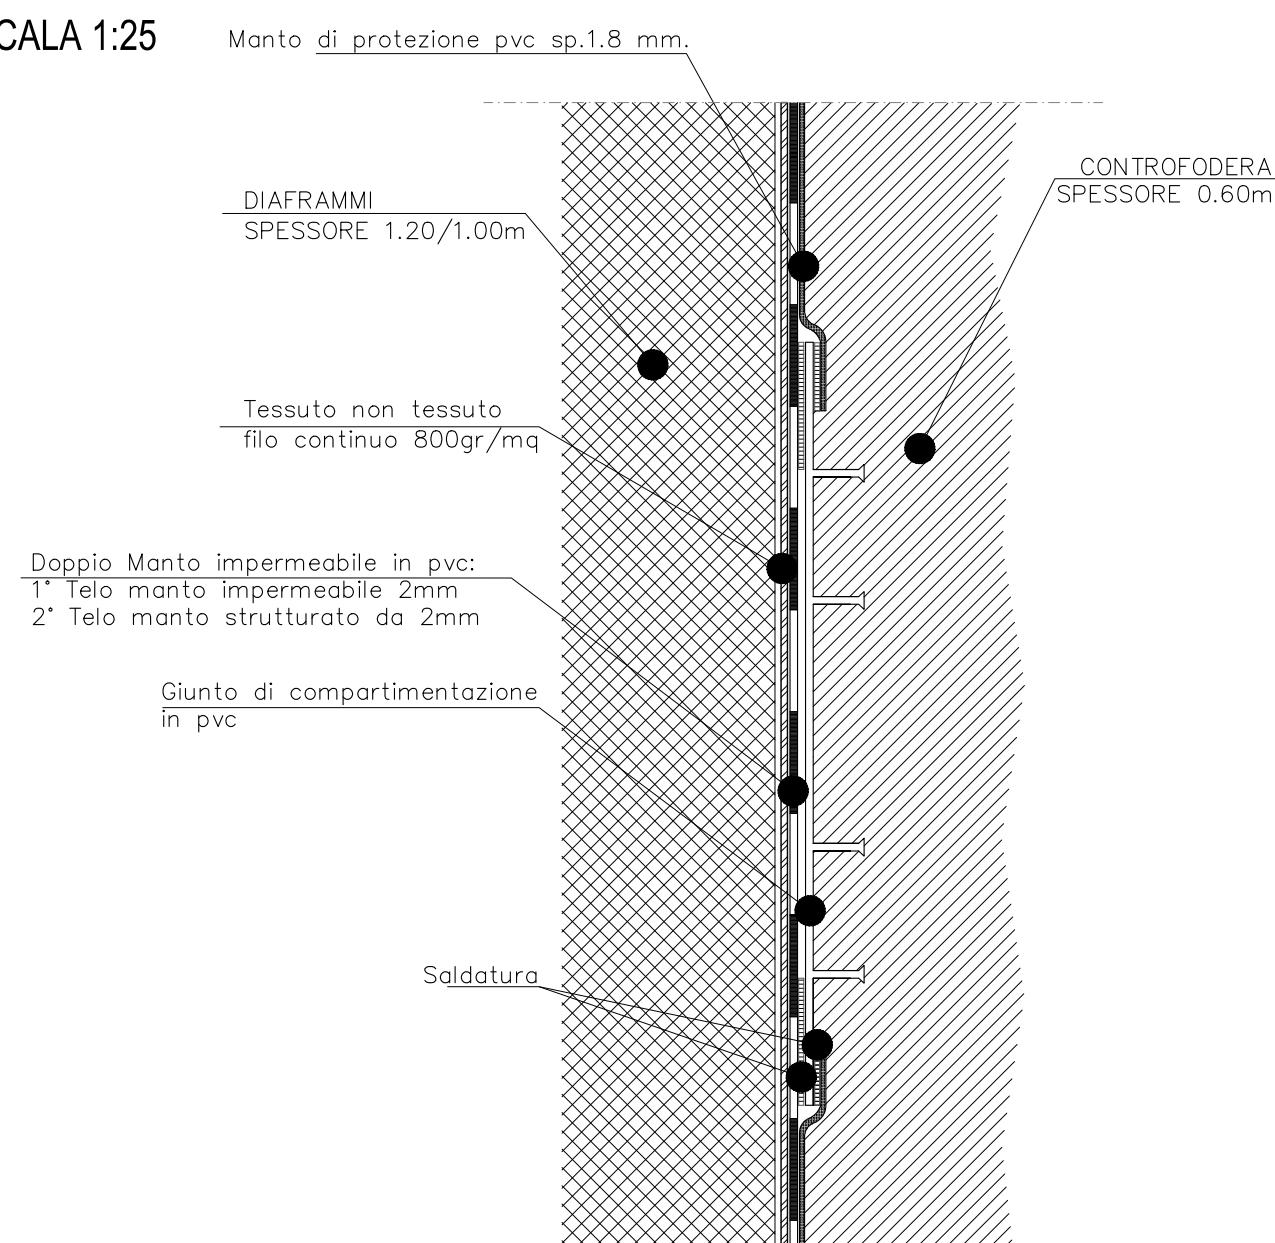 CALA 1:25
Manto di protezione pvc sp.1.8 mm.
CONTROFODERA
SPESSORE 0.60m
DIAFRAMMI
SPESSORE 1.20/1.00m
Tessuto non tessuto
filo continuo 800gr/mq
Doppio Manto impermeabile in pvc:
1° Telo manto impermeabile 2mm
2° Telo manto strutturato da 2mm
Giunto di compartimentazione
in pvc
Saldatura